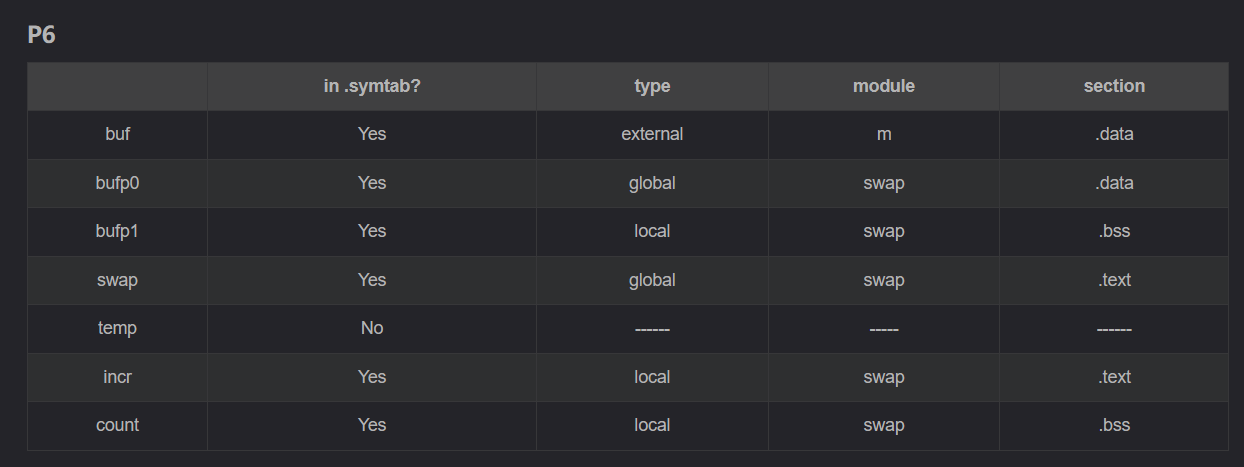 P6
in .symtab? type module section
buf Yes external m .data
bufp0 Yes global swap .data
bufp1 Yes local swap .bss
swap Yes global swap .text
temp No ------ ----- ------
incr Yes local swap .text
count Yes local swap .bss